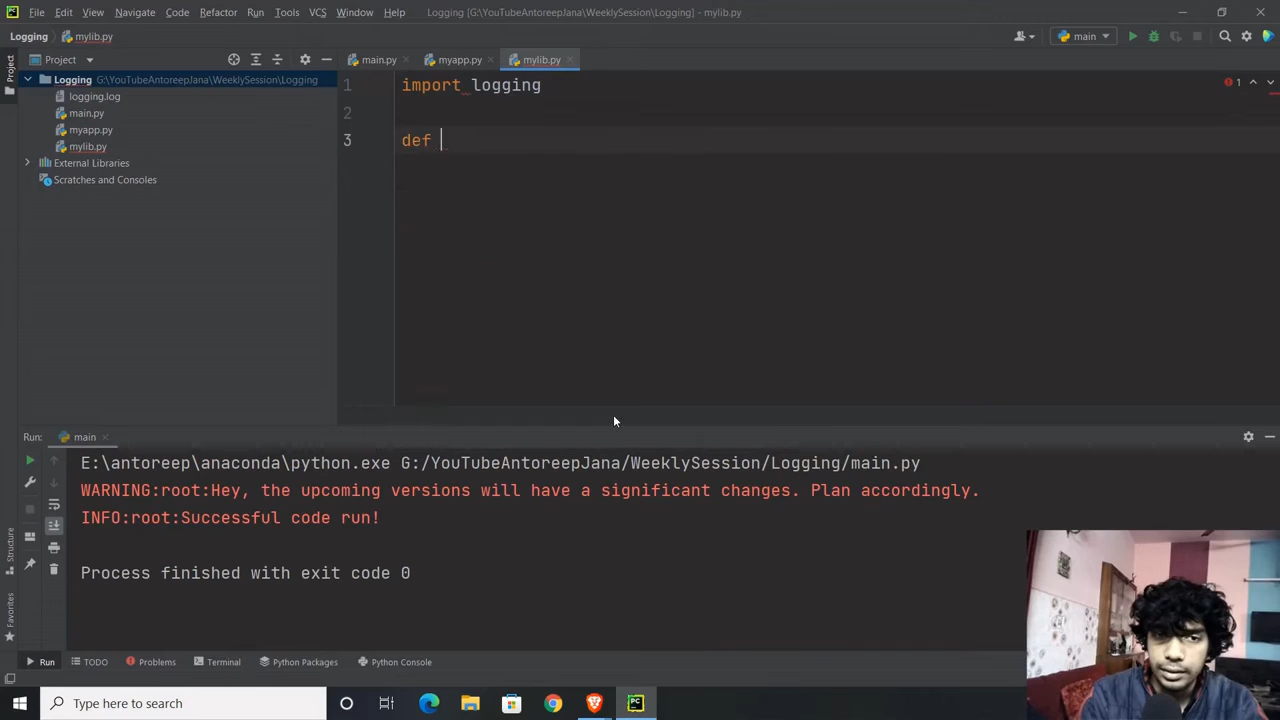 File Edit View Navigate Code Refactor Run Tools VCS Window Help Logging [G:\YouTubeAntoreepJana\WeeklySession\Logging] - mylib.py
Logging mylib.py main
Project main.py myapp.py mylib.py
Project
Logging G:\YouTubeAntoreepJana\WeeklySession\Logging
logging.log
main.py
myapp.py
mylib.py
External Libraries
Scratches and Consoles
1 import logging
2
3 def
1
Run: main
E:\antoreep\anaconda\python.exe G:/YouTubeAntoreepJana/WeeklySession/Logging/main.py
WARNING:root:Hey, the upcoming versions will have a significant changes. Plan accordingly.
INFO:root:Successful code run!
Process finished with exit code 0
Structure
Favorites
Run TODO Problems Terminal Python Packages Python Console
PC Type here to search PC